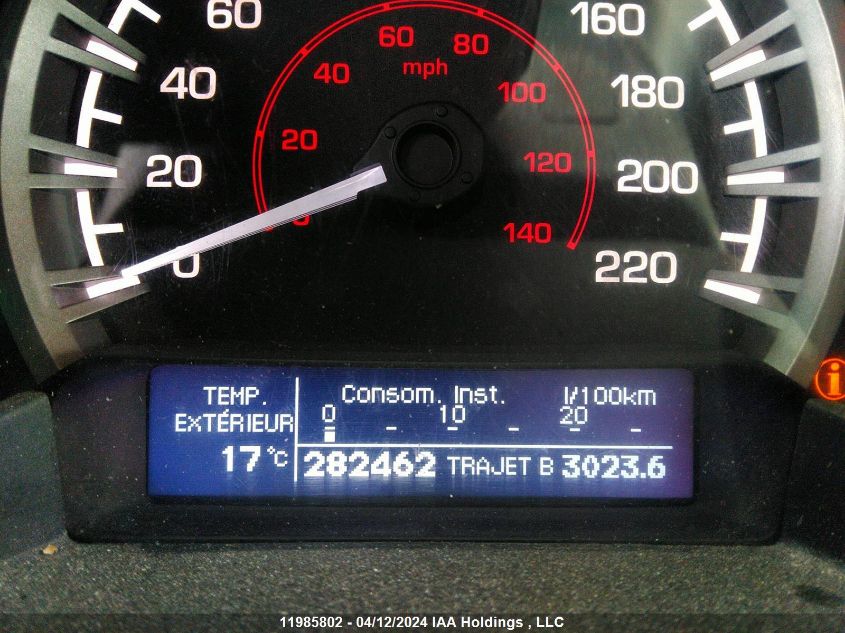 60
160
40
180
20
200
0
220
60
80
mph
40
100
20
120
0
140
TEMP.
EXTÉRIEUR
17°C
Consom. Inst. l/100km
0 10 20
282462 TRAJET B 3023.6
i
11985802 - 04/12/2024 IAA Holdings , LLC